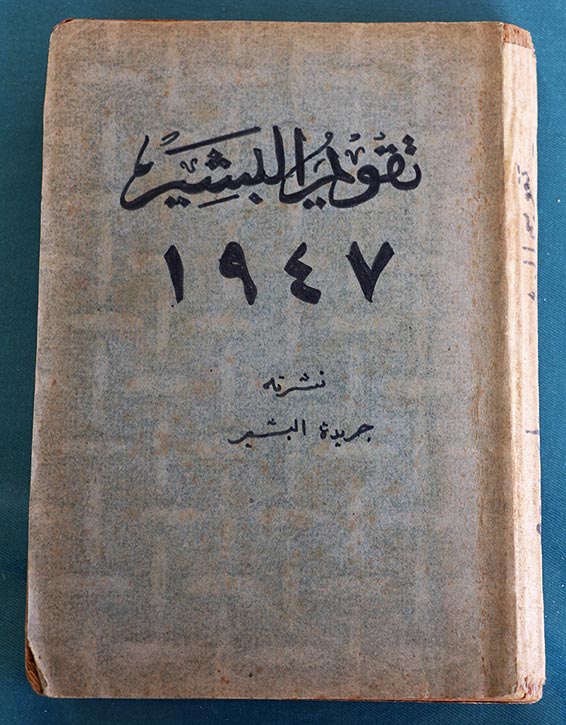 تقويم البشير
١٩٤٧
نشرته
جريدة البشير